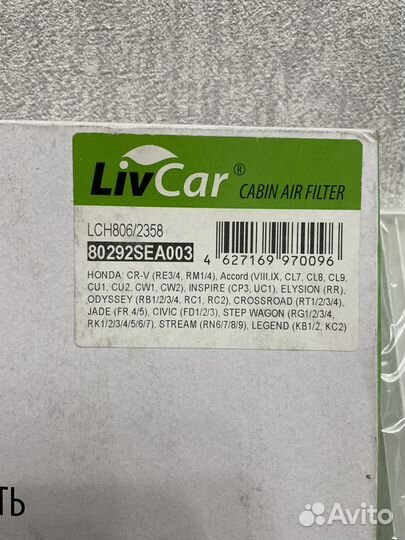 LivCar® CABIN AIR FILTER
LCH806/2358
80292SEA003
4 627169 970096
HONDA: CR-V (RE3/4, RM1/4), Accord (VIII,IX, CL7, CL8, CL9,
CU1, CU2, CW1, CW2), INSPIRE (CP3, UC1), ELYSION (RR),
ODYSSEY (RB1/2/3/4, RC1, RC2), CROSSROAD (RT1/2/3/4),
JADE (FR 4/5), CIVIC (FD1/2/3), STEP WAGON (RG1/2/3/4,
RK1/2/3/4/5/6/7), STREAM (RN6/7/8/9), LEGEND (KB1/2, KC2)
ТЬ
Avito